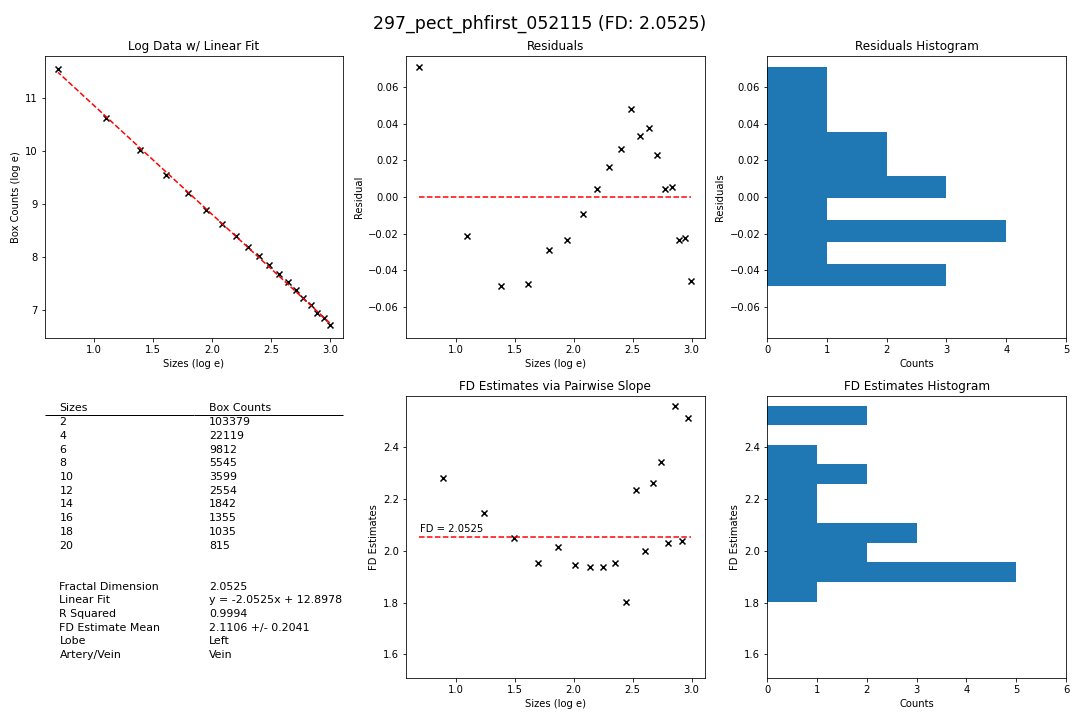 297_pect_phfirst_052115 (FD: 2.0525)
Log Data w/ Linear Fit
Box Counts (log e)
11
10
9
8
7
1.0 1.5 2.0 2.5 3.0
Sizes (log e)
Residuals
Residual
0.06
0.04
0.02
0.00
−0.02
−0.04
−0.06
1.0 1.5 2.0 2.5 3.0
Sizes (log e)
Residuals Histogram
Residuals
0.06
0.04
0.02
0.00
−0.02
−0.04
−0.06
0 1 2 3 4 5
Counts
Sizes Box Counts
2 103379
4 22119
6 9812
8 5545
10 3599
12 2554
14 1842
16 1355
18 1035
20 815
Fractal Dimension 2.0525
Linear Fit y = -2.0525x + 12.8978
R Squared 0.9994
FD Estimate Mean 2.1106 +/- 0.2041
Lobe Left
Artery/Vein Vein
FD Estimates via Pairwise Slope
FD Estimates
2.4
2.2
2.0
1.8
1.6
FD = 2.0525
1.0 1.5 2.0 2.5 3.0
Sizes (log e)
FD Estimates Histogram
FD Estimates
2.4
2.2
2.0
1.8
1.6
0 1 2 3 4 5 6
Counts